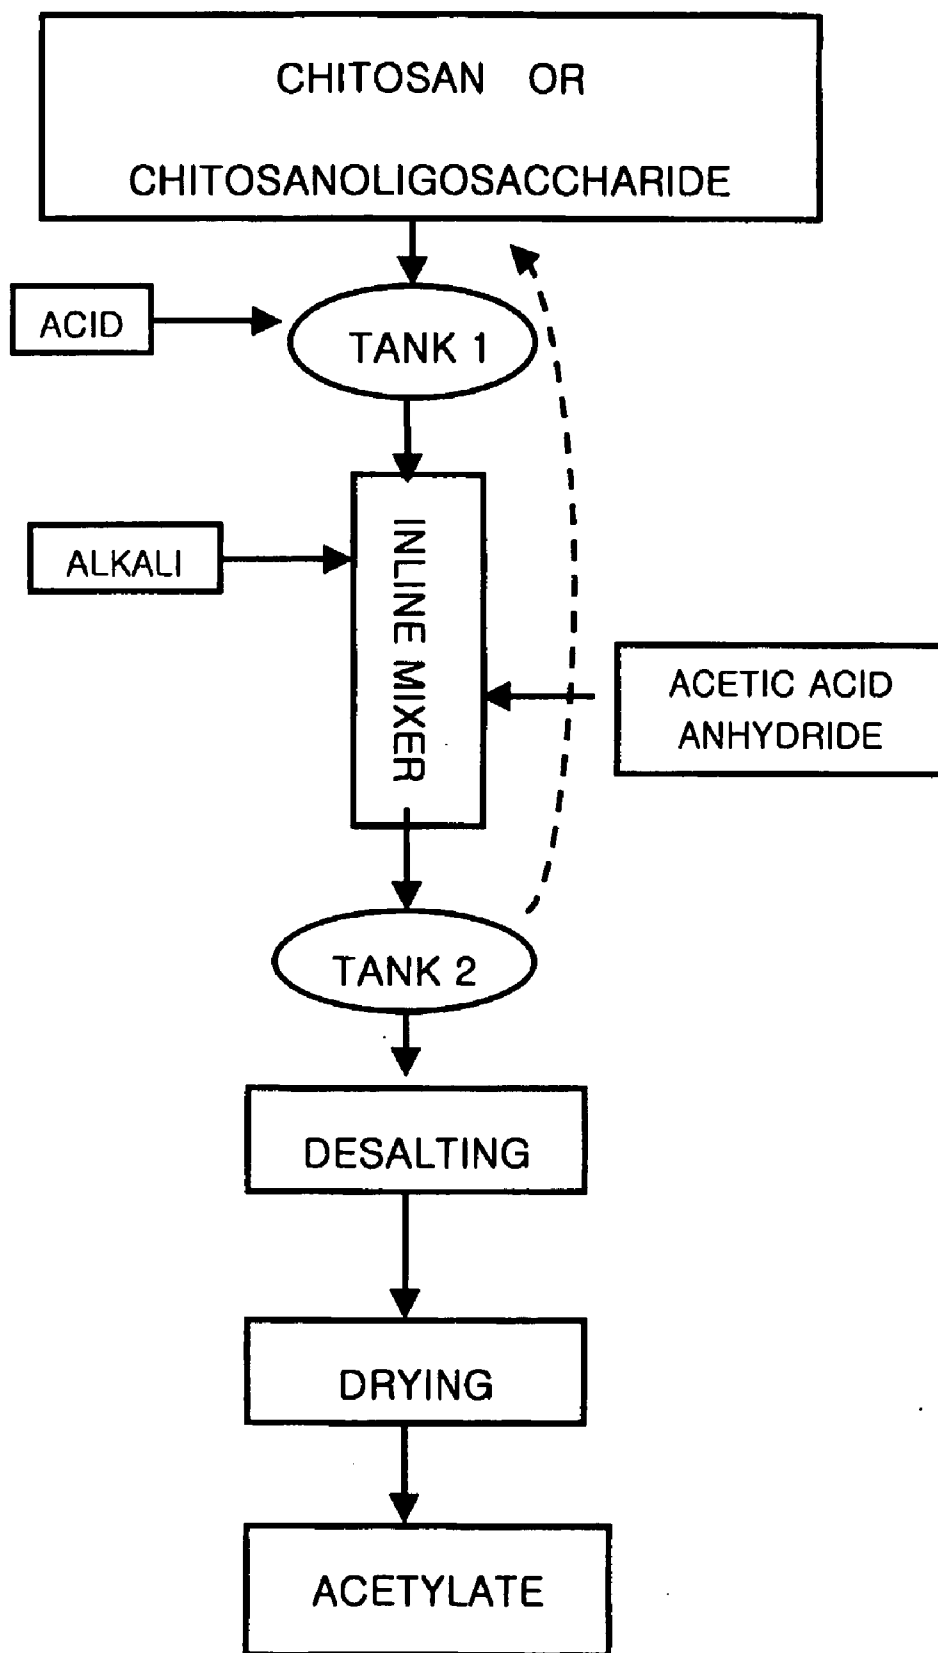 CHITOSAN OR
CHITOSANOLIGOSACCHARIDE
ACID
TANK 1
ALKALI
INLINE MIXER
ACETIC ACID
ANHYDRIDE
TANK 2
DESALTING
DRYING
ACETYLATE